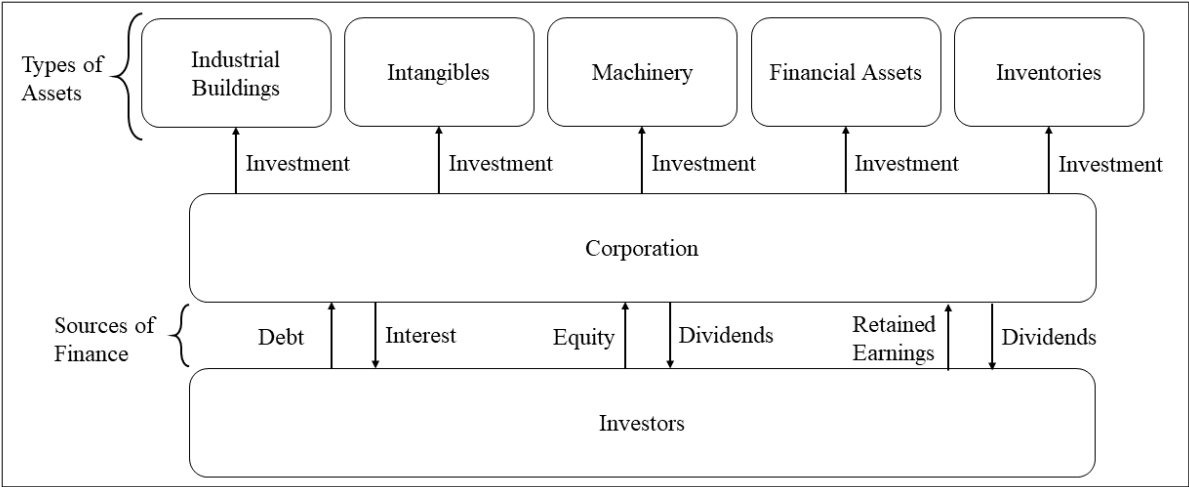 Types of
Assets
Industrial
Buildings
Intangibles
Machinery
Financial Assets
Inventories
Investment
Investment
Investment
Investment
Investment
Corporation
Sources of
Finance
Debt
Interest
Equity
Dividends
Retained
Earnings
Dividends
Investors